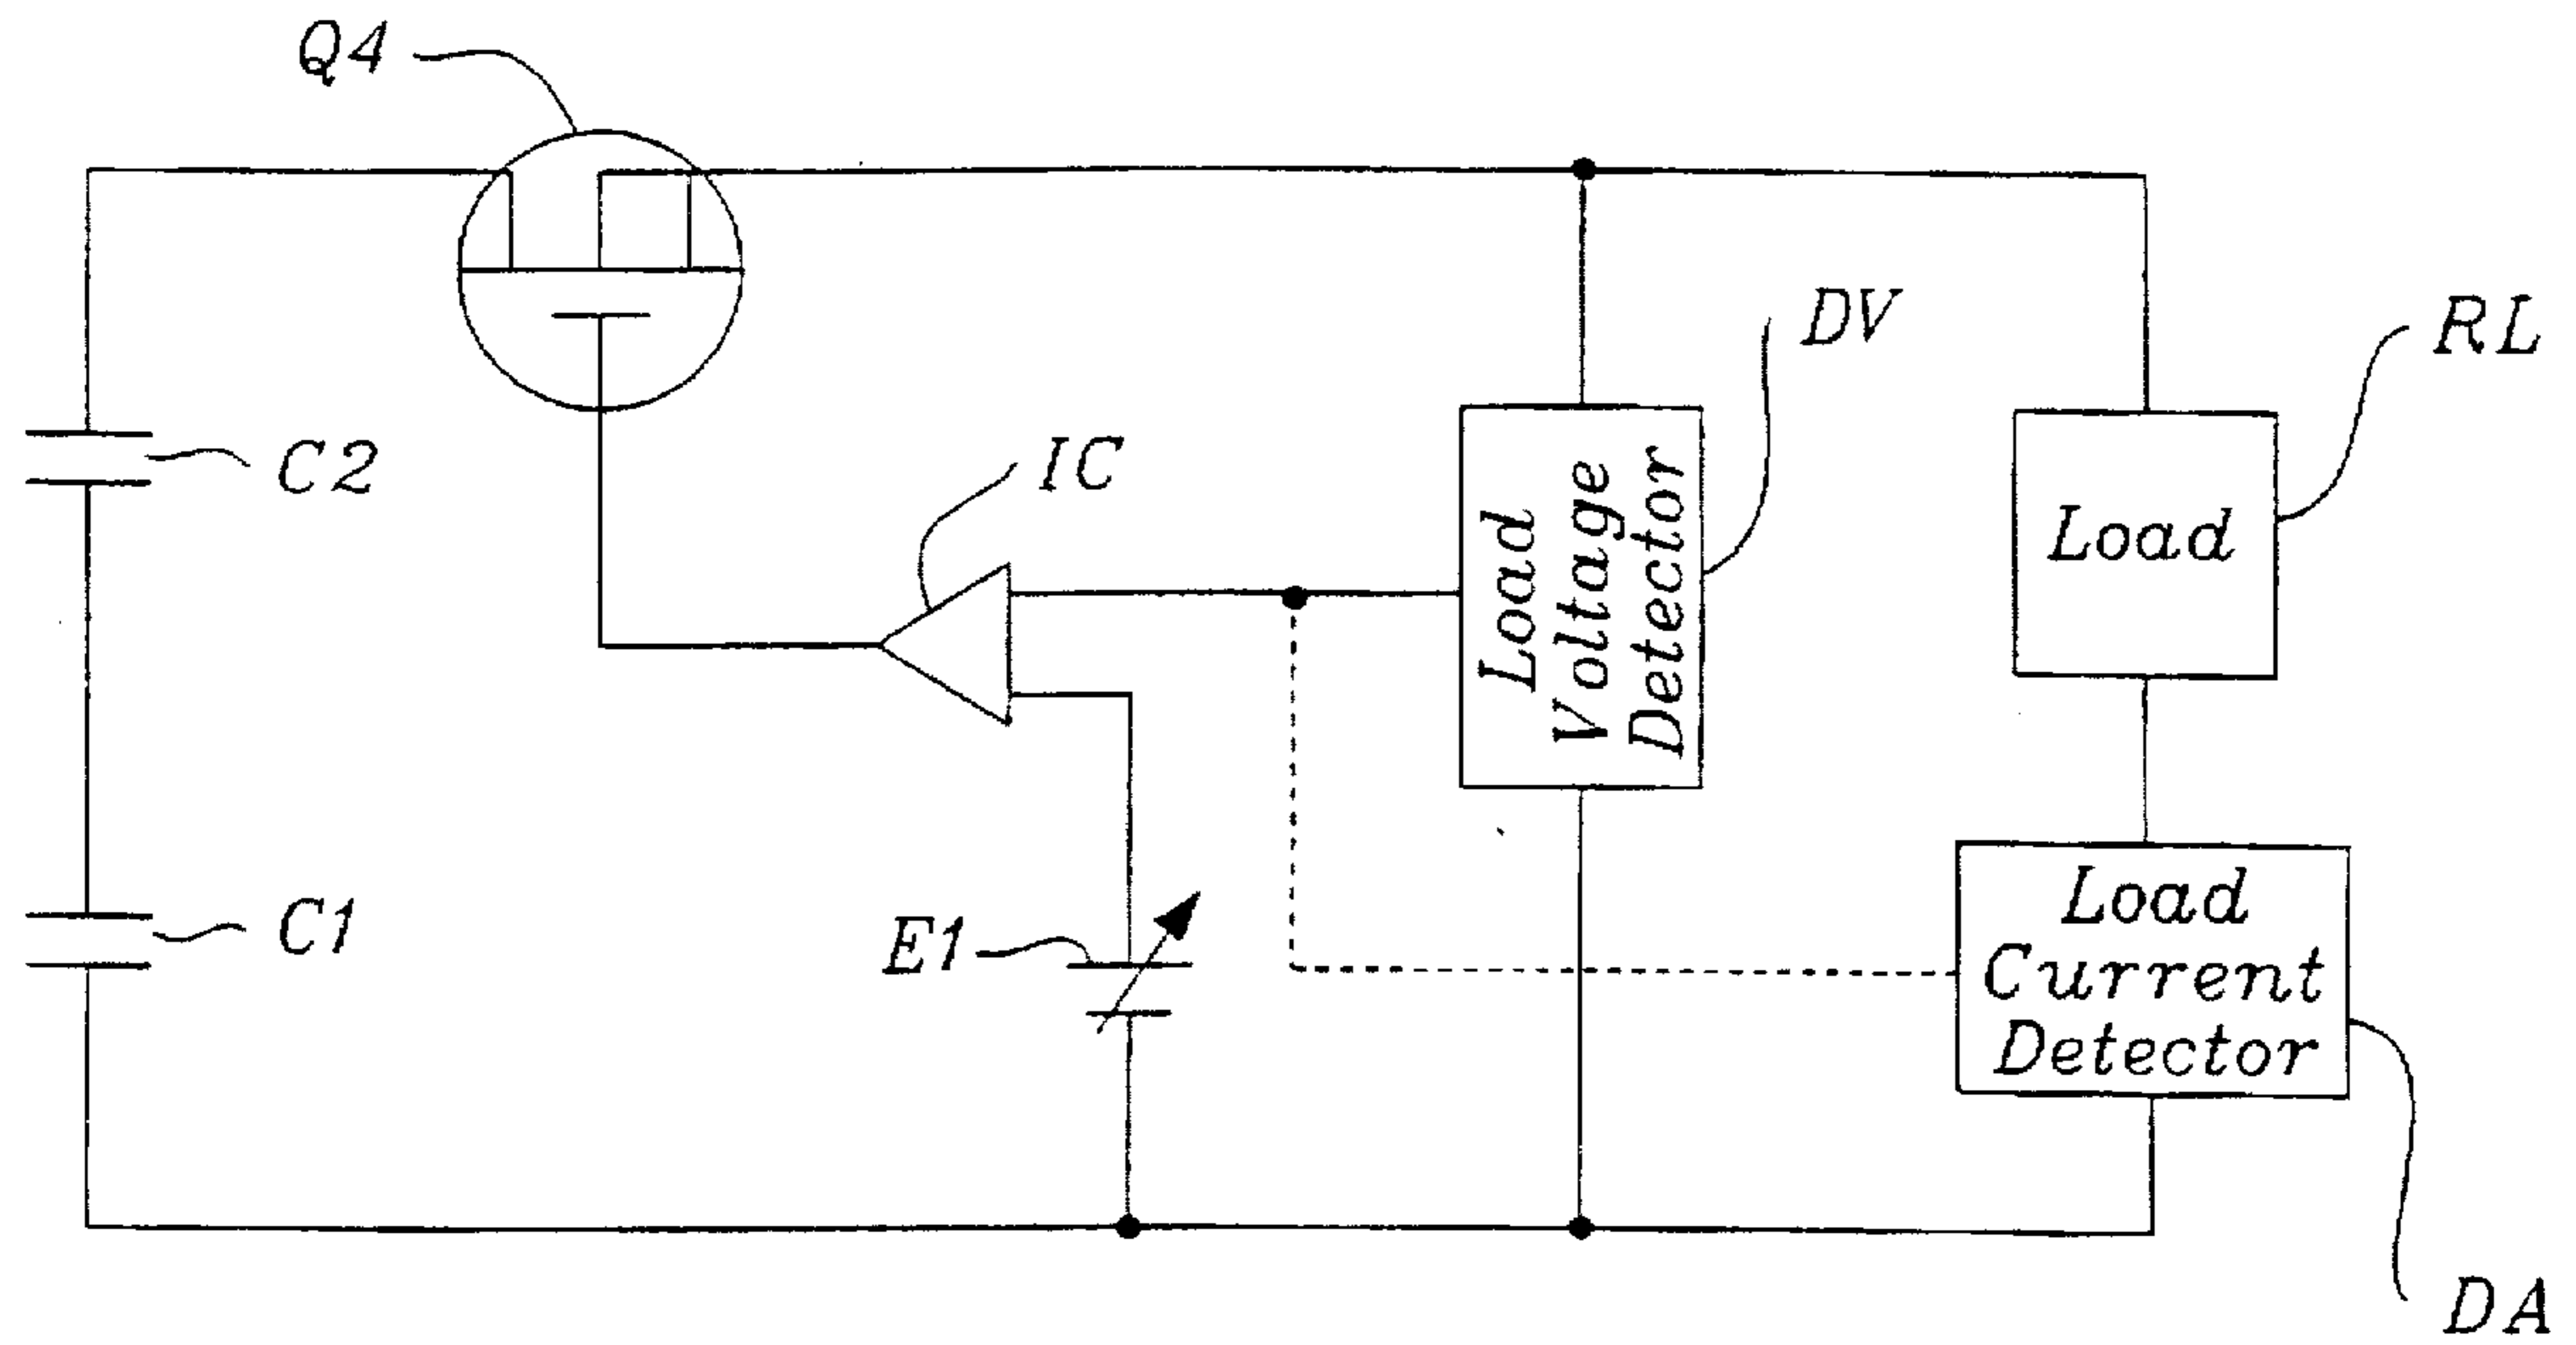 Q4
DV
RL
IC
C2
Load
Voltage
Detector
Load
E1
C1
Load
Current
Detector
DA